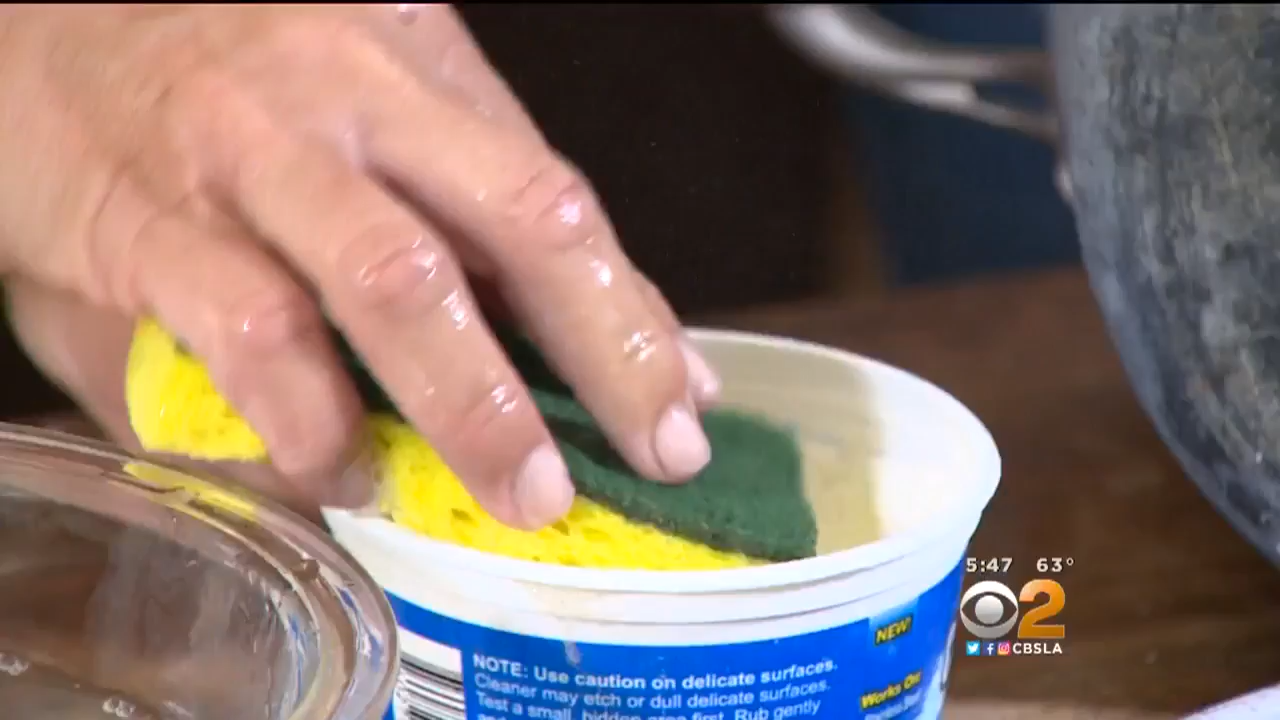 5:47 63°
2
CBSLA
NEW!
NOTE: Use caution on delicate surfaces.
Cleaner may etch or dull delicate surfaces.
Test a small, hidden area first. Rub gently
Works On